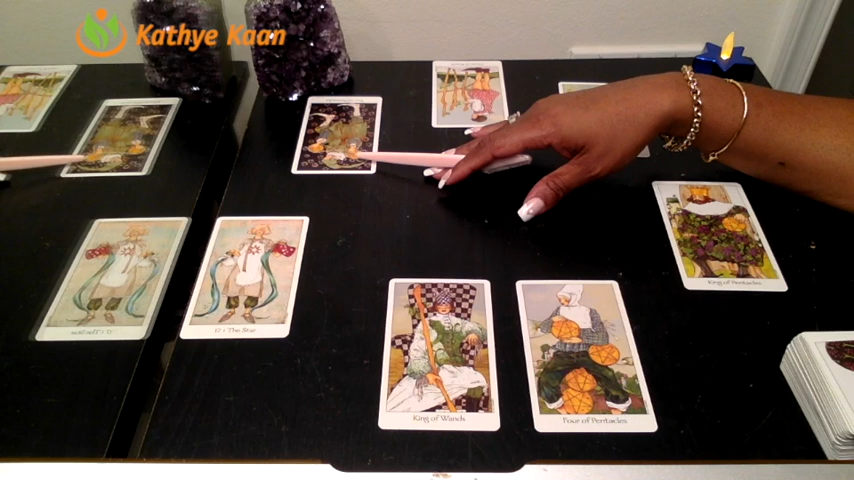 Kathye Kaan
King of Pentacles
17 • The Star
King of Wands
Four of Pentacles